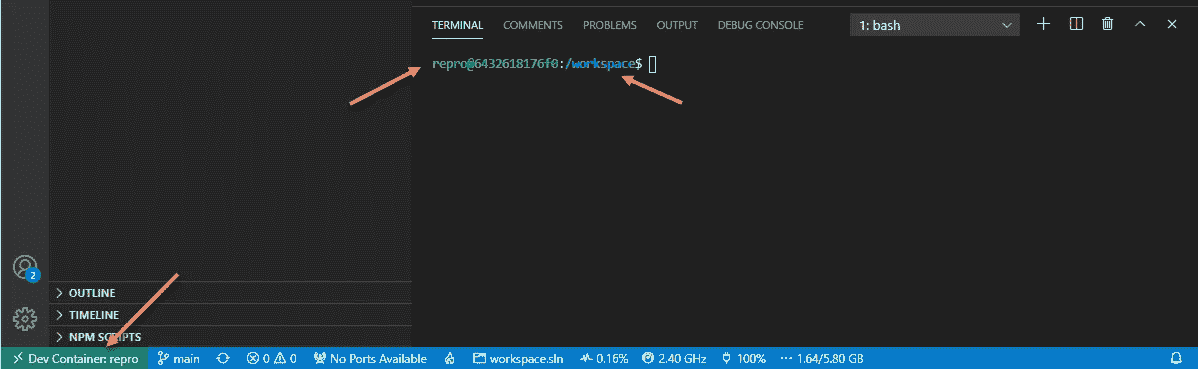 TERMINAL COMMENTS PROBLEMS OUTPUT DEBUG CONSOLE 1: bash
repro@6432618176f0:/workspace$
2
OUTLINE
TIMELINE
NPM SCRIPTS
Dev Container: repro main 0 0 No Ports Available workspace.sln 0.16% 2.40 GHz 100% 1.64/5.80 GB